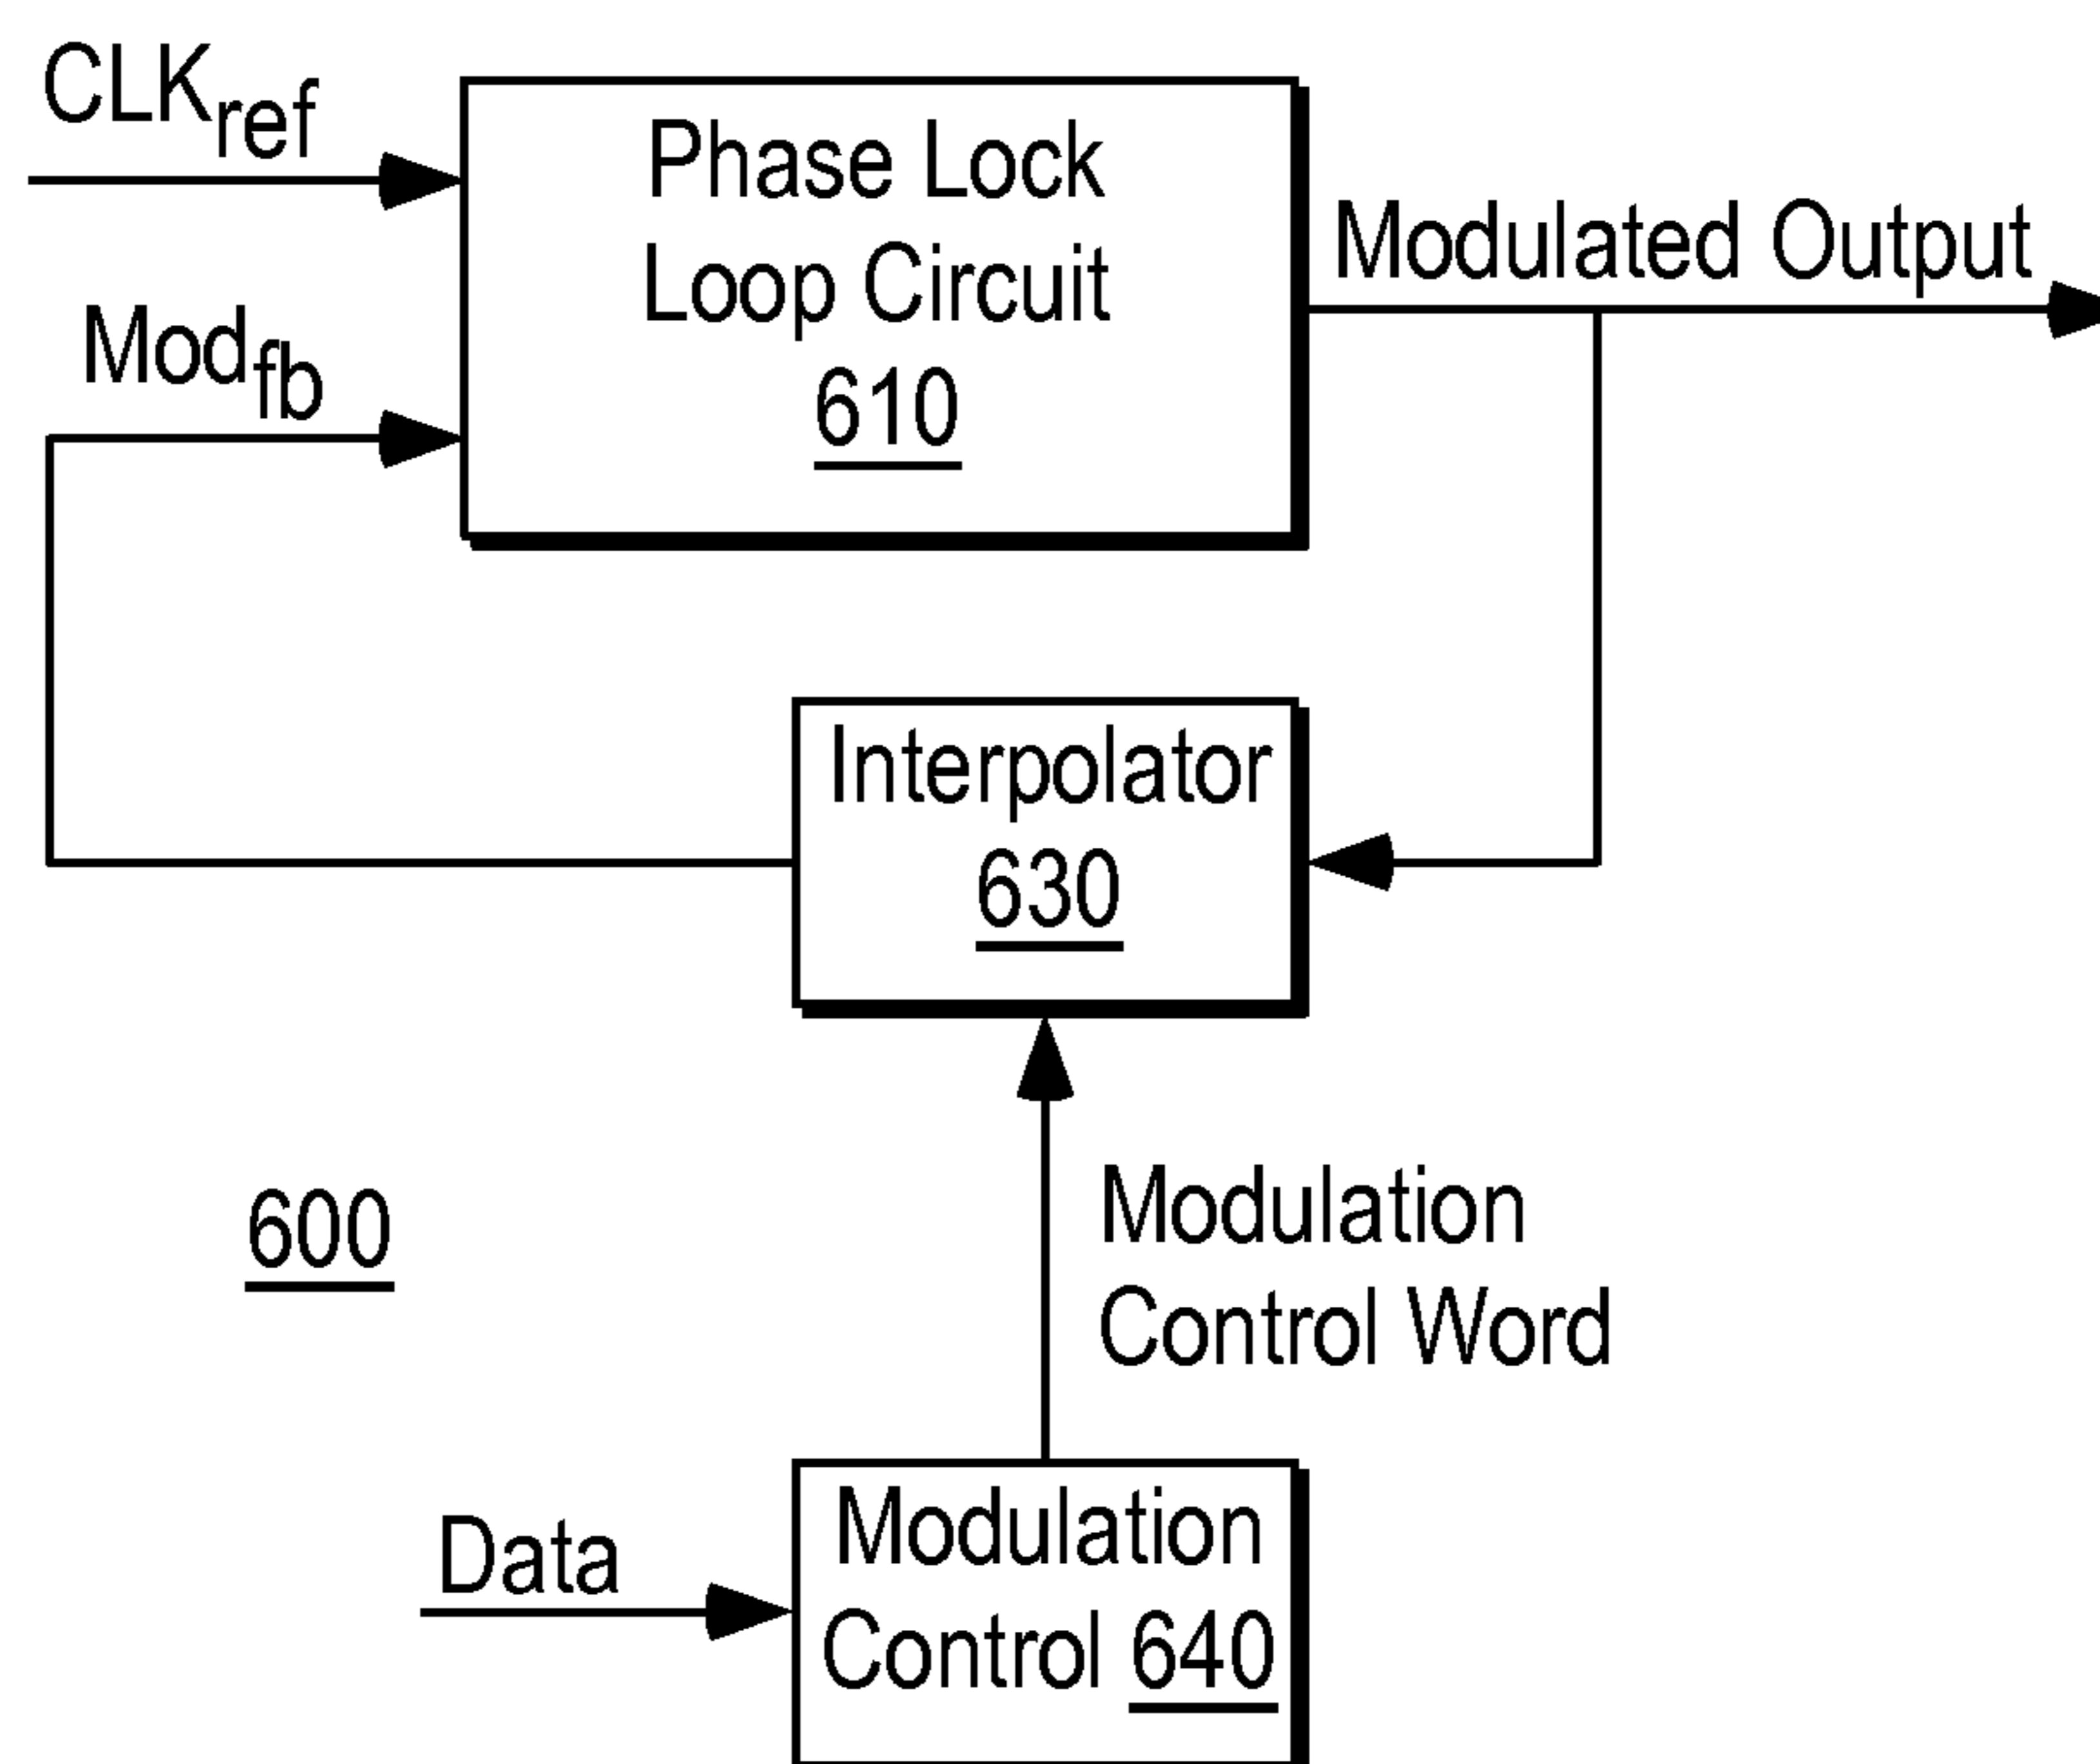 CLKref
Phase Lock
Loop Circuit
610
Modulated Output
Modfb
Interpolator
630
600
Modulation
Control Word
Data
Modulation
Control 640